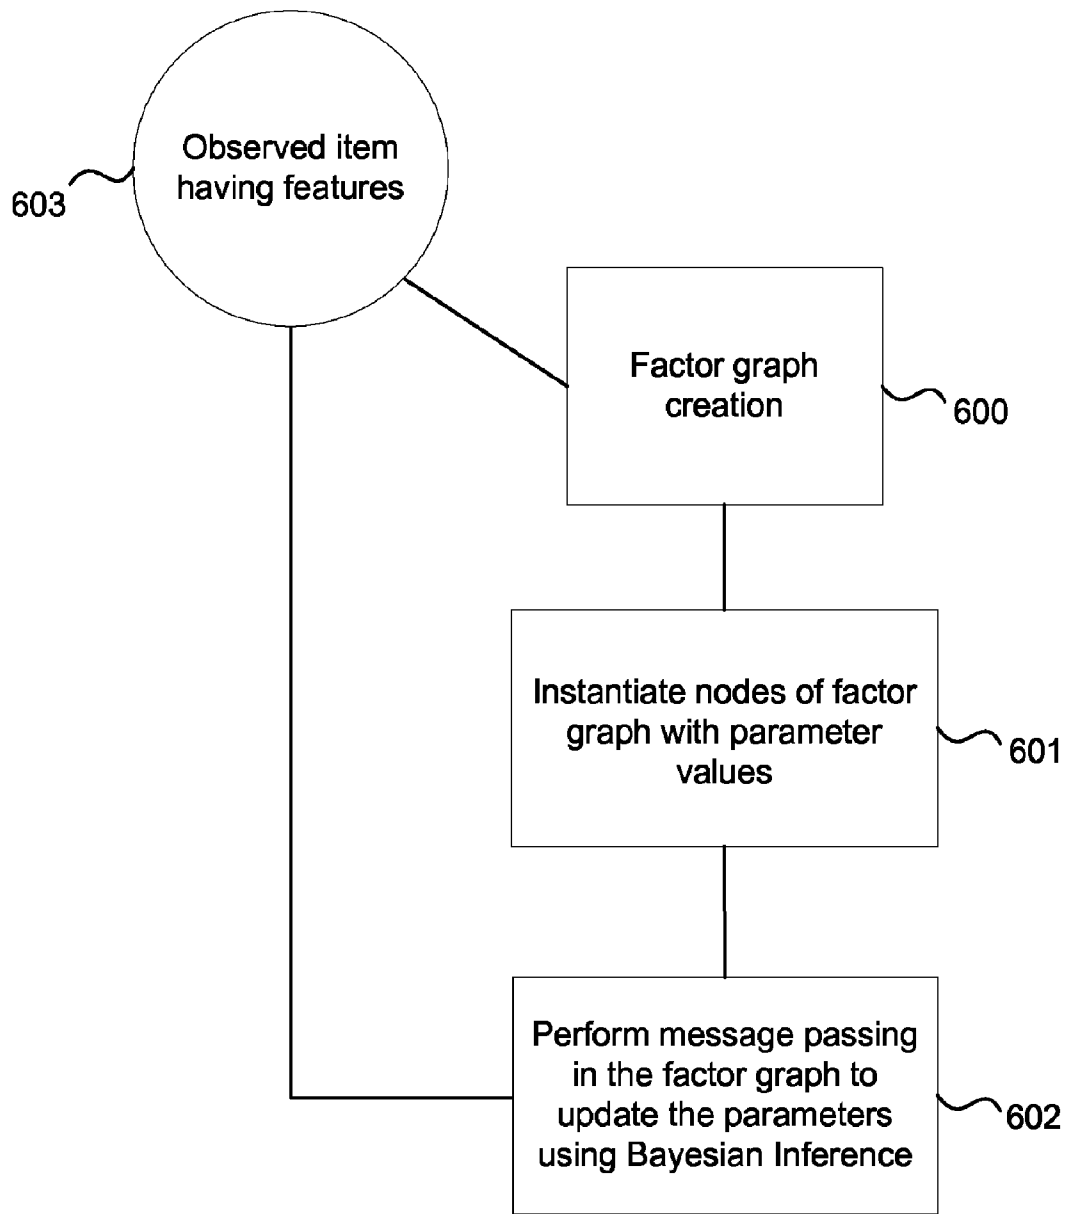 Observed item
having features
603
Factor graph
creation
600
Instantiate nodes of factor
graph with parameter
values
601
Perform message passing
in the factor graph to
update the parameters
using Bayesian Inference
602